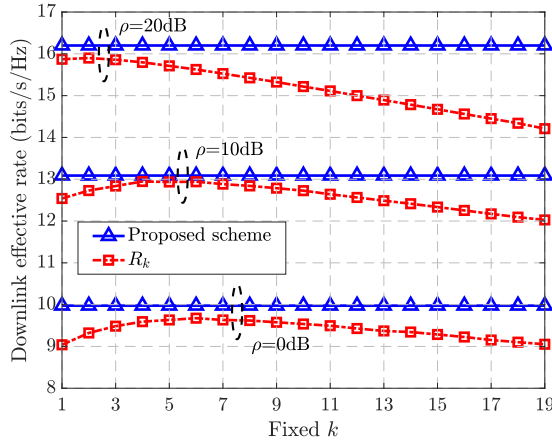 17
16
15
14
13
12
11
10
9
8
Downlink effective rate (bits/s/Hz)
ρ=20dB
ρ=10dB
Proposed scheme
R_k
ρ=0dB
1 3 5 7 9 11 13 15 17 19
Fixed k